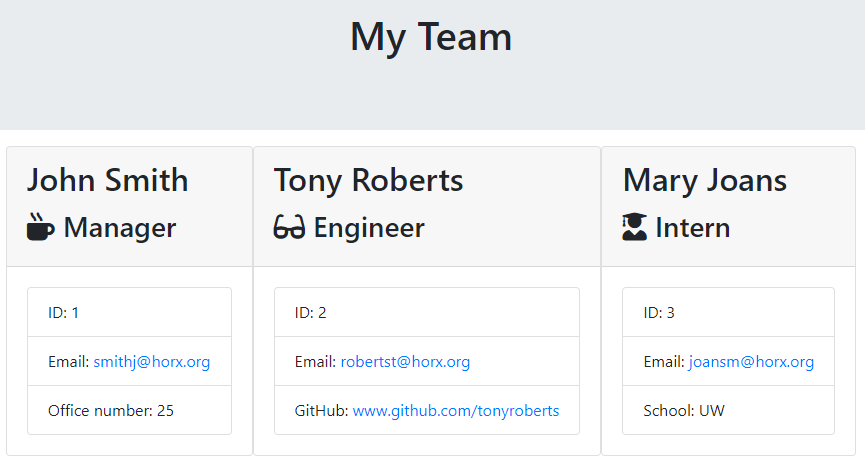 My Team
John Smith
Manager
ID: 1
Email: smithj@horx.org
Office number: 25
Tony Roberts
Engineer
ID: 2
Email: robertst@horx.org
GitHub: www.github.com/tonyroberts
Mary Joans
Intern
ID: 3
Email: joansm@horx.org
School: UW